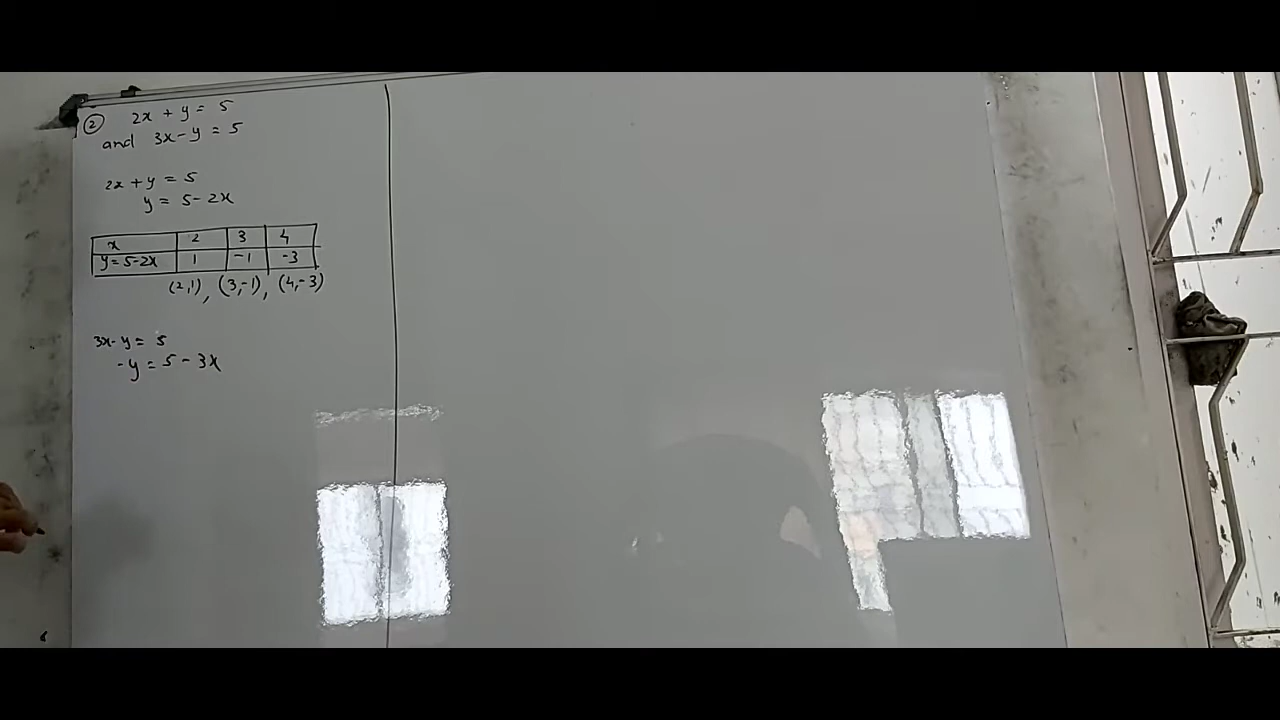 ② 2x + y = 5
and 3x - y = 5
2x + y = 5
y = 5 - 2x
x 2 3 4
y = 5-2x 1 -1 -3
(2,1), (3,-1), (4,-3)
3x - y = 5
-y = 5 - 3x